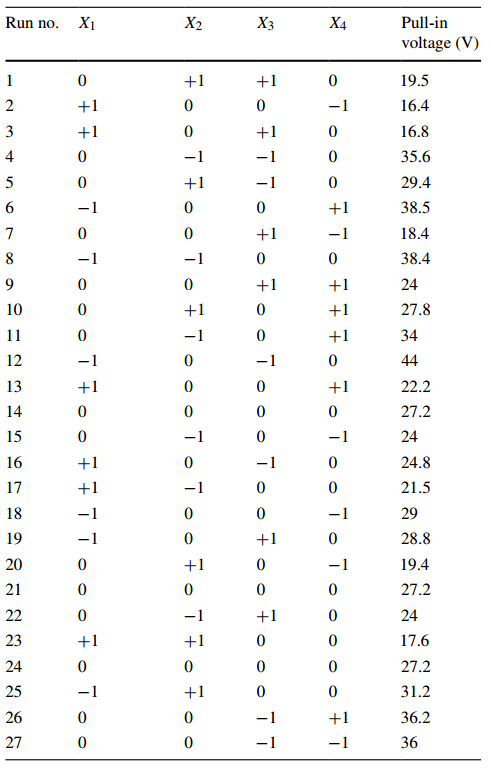 Run no. X1 X2 X3 X4 Pull-in
voltage (V)
1 0 +1 +1 0 19.5
2 +1 0 0 −1 16.4
3 +1 0 +1 0 16.8
4 0 −1 −1 0 35.6
5 0 +1 −1 0 29.4
6 −1 0 0 +1 38.5
7 0 0 +1 −1 18.4
8 −1 −1 0 0 38.4
9 0 0 +1 +1 24
10 0 +1 0 +1 27.8
11 0 −1 0 +1 34
12 −1 0 −1 0 44
13 +1 0 0 +1 22.2
14 0 0 0 0 27.2
15 0 −1 0 −1 24
16 +1 0 −1 0 24.8
17 +1 −1 0 0 21.5
18 −1 0 0 −1 29
19 −1 0 +1 0 28.8
20 0 +1 0 −1 19.4
21 0 0 0 0 27.2
22 0 −1 +1 0 24
23 +1 +1 0 0 17.6
24 0 0 0 0 27.2
25 −1 +1 0 0 31.2
26 0 0 −1 +1 36.2
27 0 0 −1 −1 36